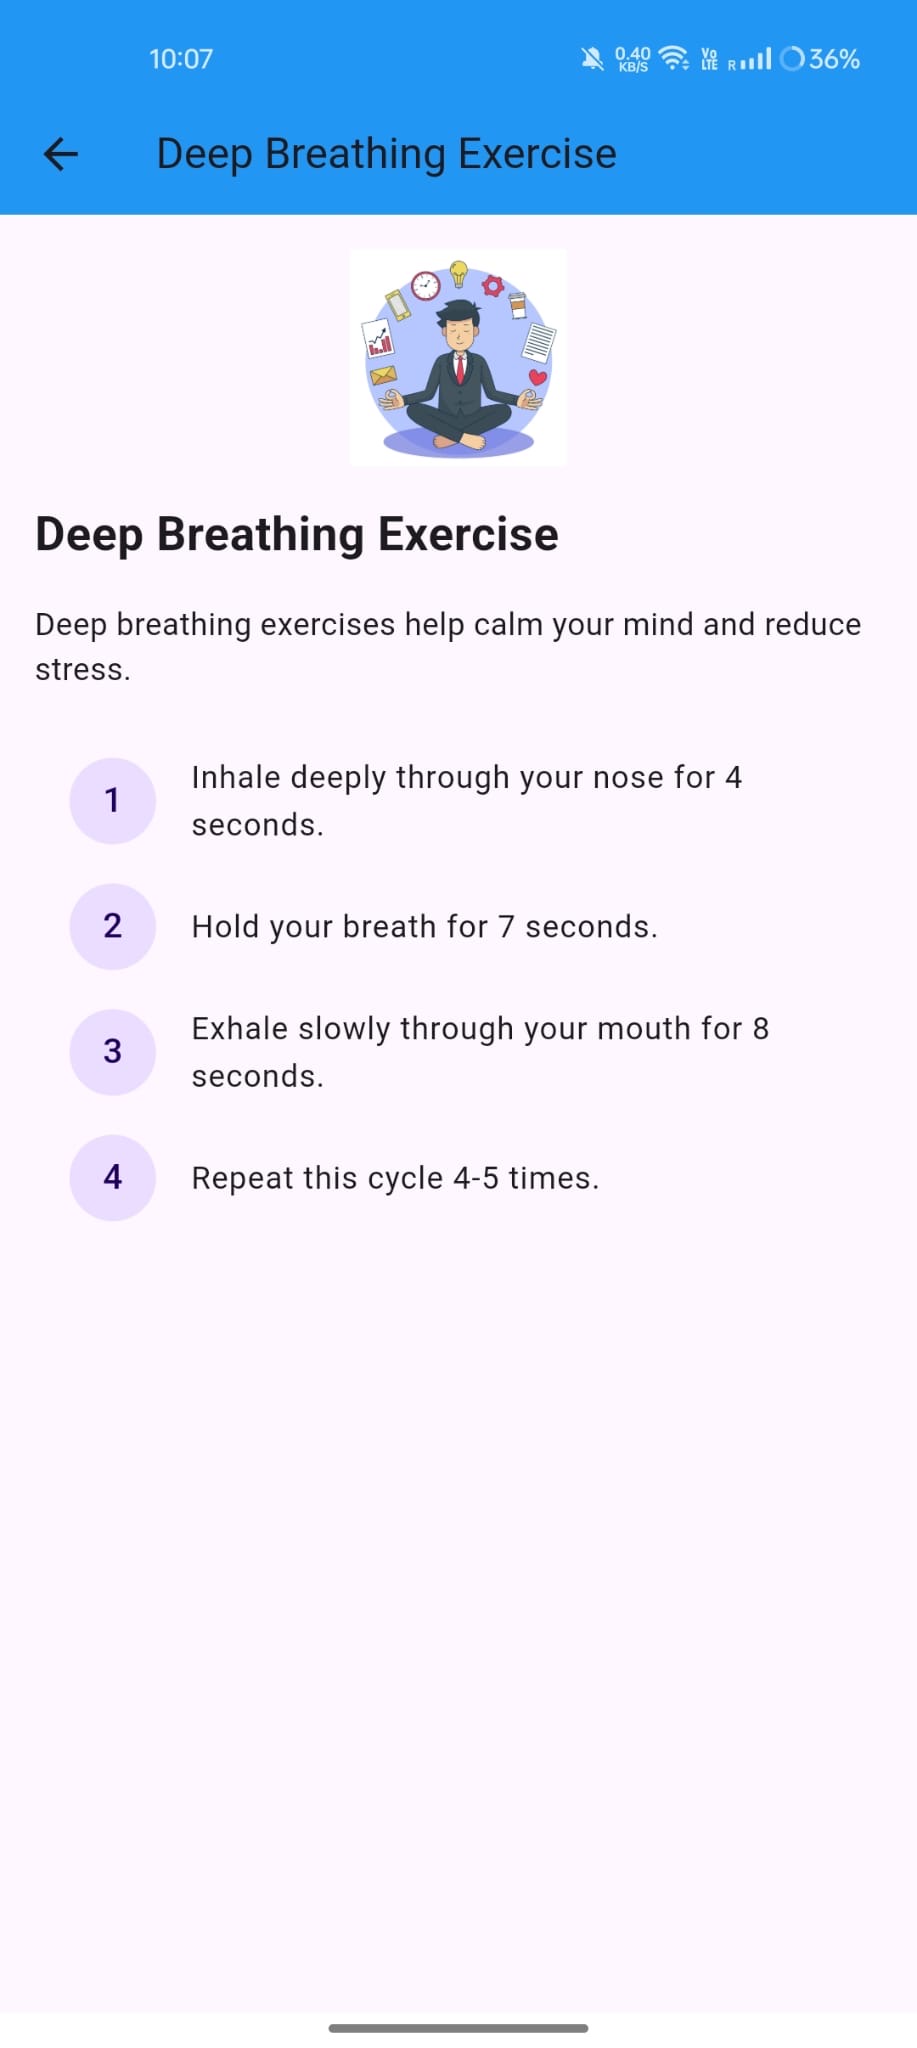 10:07
0.40
KB/S
Vo
LTE
R
36%
Deep Breathing Exercise
Deep Breathing Exercise
Deep breathing exercises help calm your mind and reduce
stress.
1
Inhale deeply through your nose for 4
seconds.
2
Hold your breath for 7 seconds.
3
Exhale slowly through your mouth for 8
seconds.
4
Repeat this cycle 4-5 times.